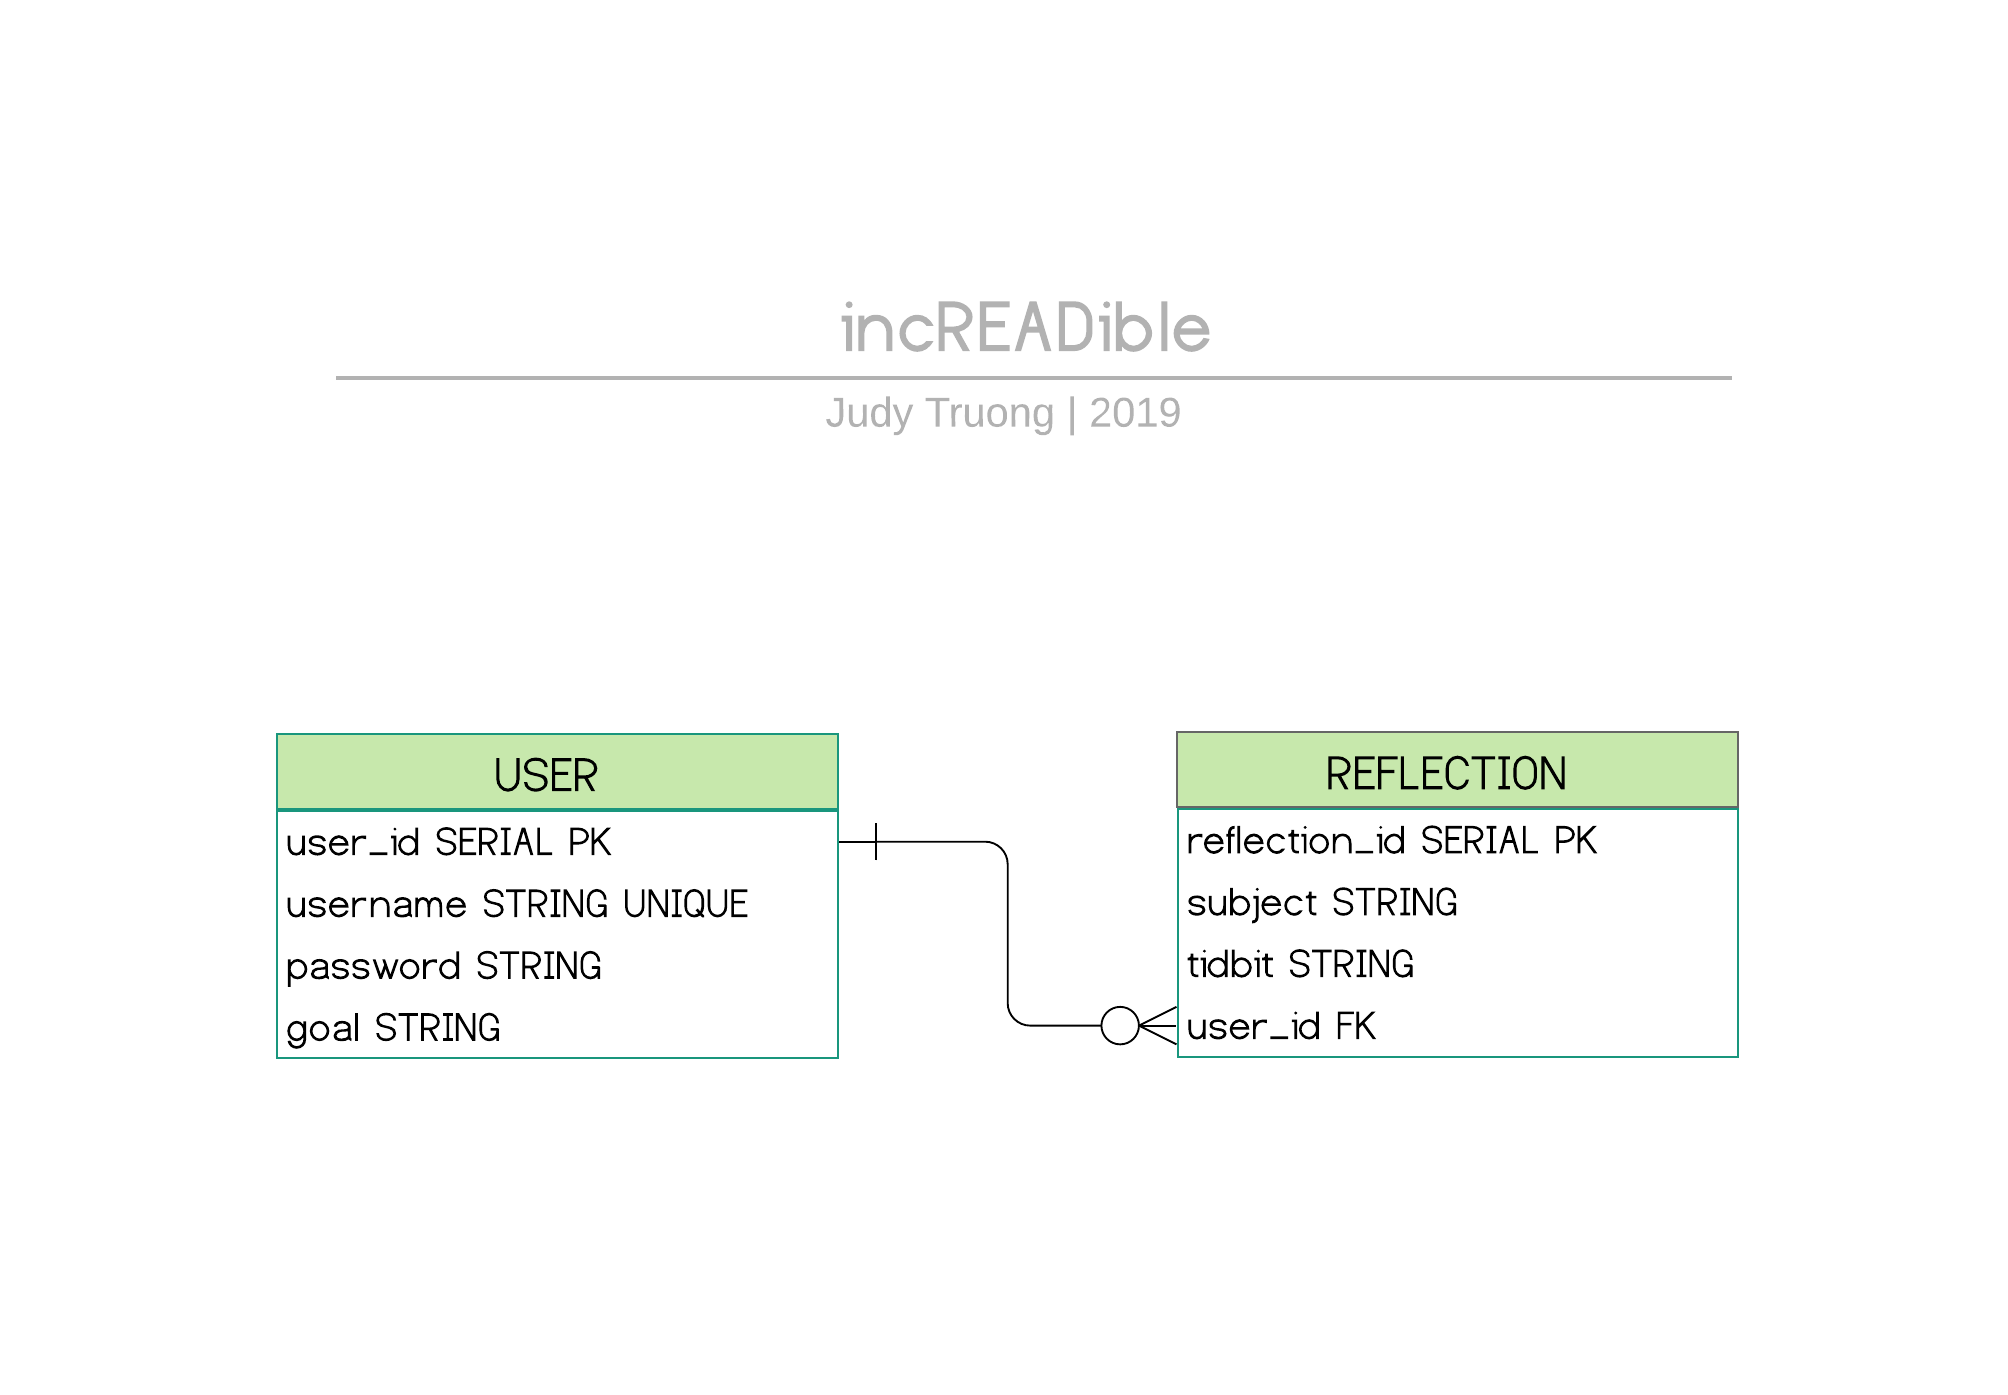 incREADible
Judy Truong | 2019
USER
user_id SERIAL PK
username STRING UNIQUE
password STRING
goal STRING
REFLECTION
reflection_id SERIAL PK
subject STRING
tidbit STRING
user_id FK